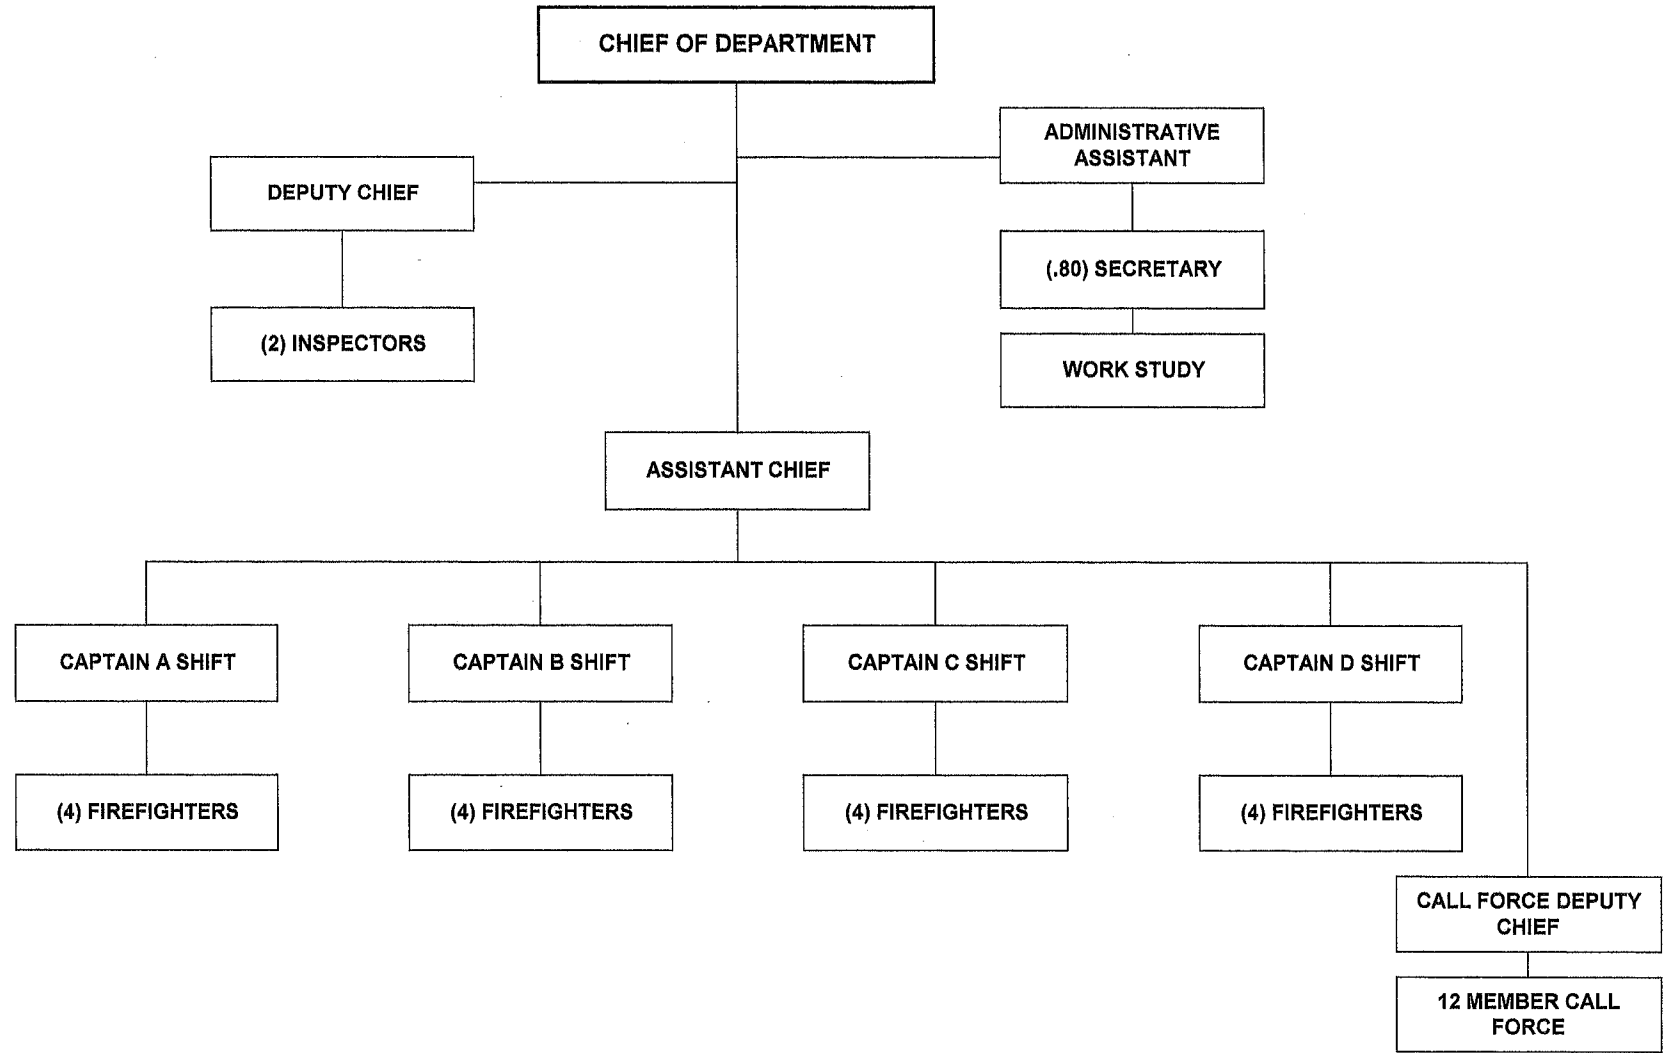 CHIEF OF DEPARTMENT
ADMINISTRATIVE
ASSISTANT
DEPUTY CHIEF
(.80) SECRETARY
(2) INSPECTORS
WORK STUDY
ASSISTANT CHIEF
CAPTAIN A SHIFT
CAPTAIN B SHIFT
CAPTAIN C SHIFT
CAPTAIN D SHIFT
(4) FIREFIGHTERS
(4) FIREFIGHTERS
(4) FIREFIGHTERS
(4) FIREFIGHTERS
CALL FORCE DEPUTY
CHIEF
12 MEMBER CALL
FORCE